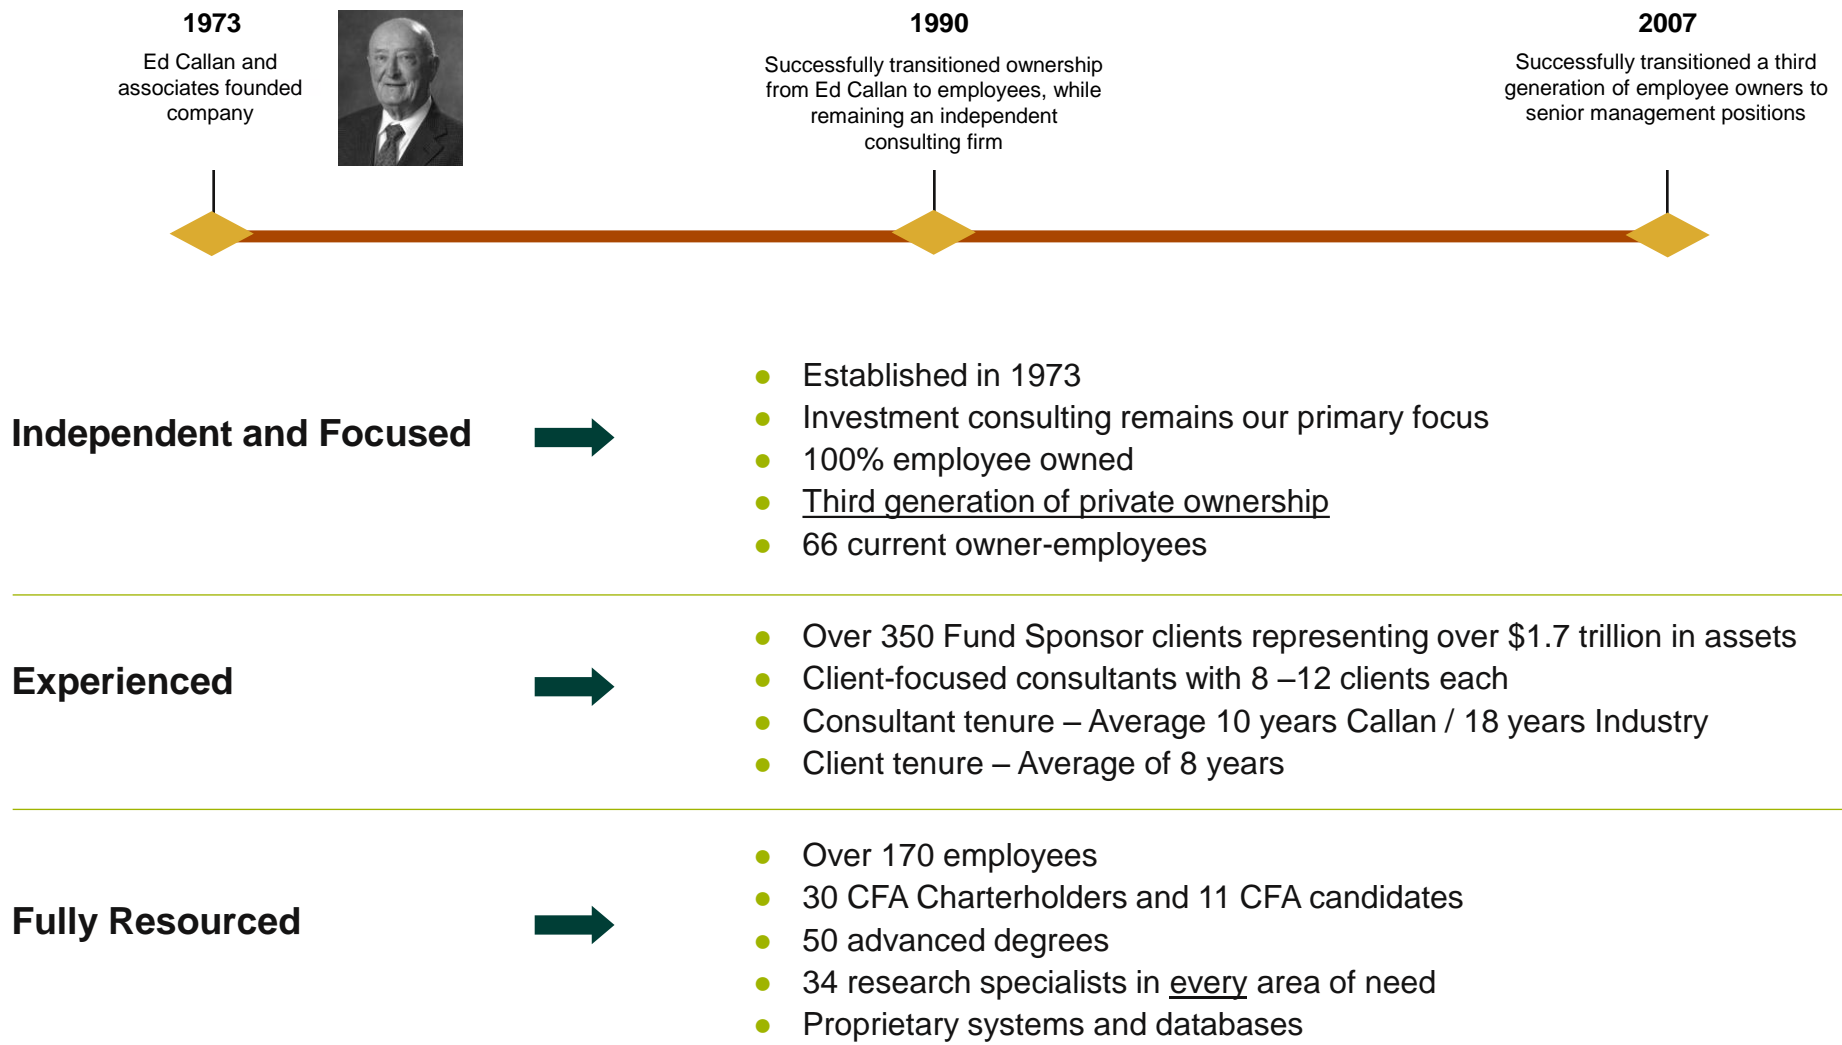 1973
Ed Callan and
associates founded
company
1990
Successfully transitioned ownership
from Ed Callan to employees, while
remaining an independent
consulting firm
2007
Successfully transitioned a third
generation of employee owners to
senior management positions
Independent and Focused
● Established in 1973
● Investment consulting remains our primary focus
● 100% employee owned
● Third generation of private ownership
● 66 current owner-employees
Experienced
● Over 350 Fund Sponsor clients representing over $1.7 trillion in assets
● Client-focused consultants with 8 –12 clients each
● Consultant tenure – Average 10 years Callan / 18 years Industry
● Client tenure – Average of 8 years
Fully Resourced
● Over 170 employees
● 30 CFA Charterholders and 11 CFA candidates
● 50 advanced degrees
● 34 research specialists in every area of need
● Proprietary systems and databases